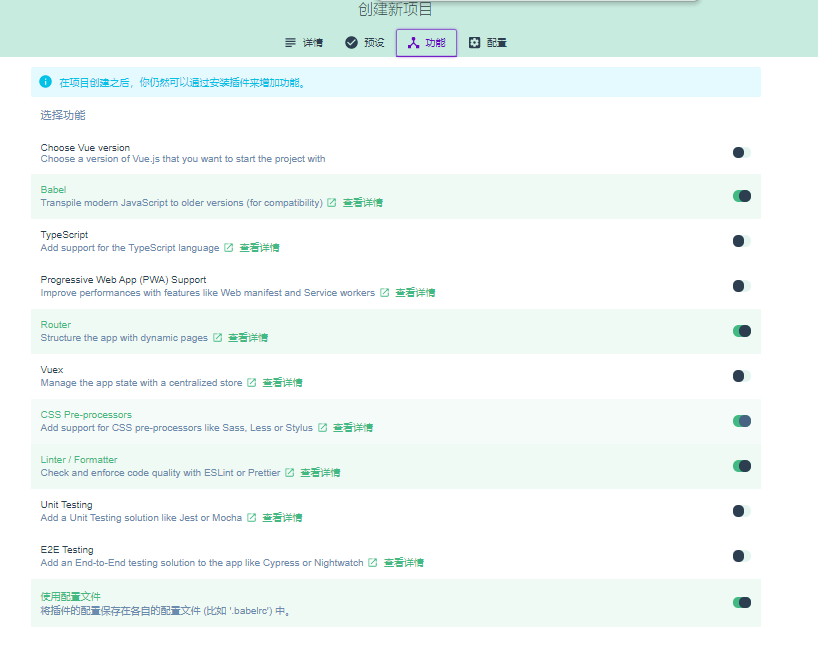 创建新项目
详情 预设 功能 配置
在项目创建之后，你仍然可以通过安装插件来增加功能。
选择功能
Choose Vue version
Choose a version of Vue.js that you want to start the project with
Babel
Transpile modern JavaScript to older versions (for compatibility) 查看详情
TypeScript
Add support for the TypeScript language 查看详情
Progressive Web App (PWA) Support
Improve performances with features like Web manifest and Service workers 查看详情
Router
Structure the app with dynamic pages 查看详情
Vuex
Manage the app state with a centralized store 查看详情
CSS Pre-processors
Add support for CSS pre-processors like Sass, Less or Stylus 查看详情
Linter / Formatter
Check and enforce code quality with ESLint or Prettier 查看详情
Unit Testing
Add a Unit Testing solution like Jest or Mocha 查看详情
E2E Testing
Add an End-to-End testing solution to the app like Cypress or Nightwatch 查看详情
使用配置文件
将插件的配置保存在各自的配置文件 (比如 '.babelrc') 中。